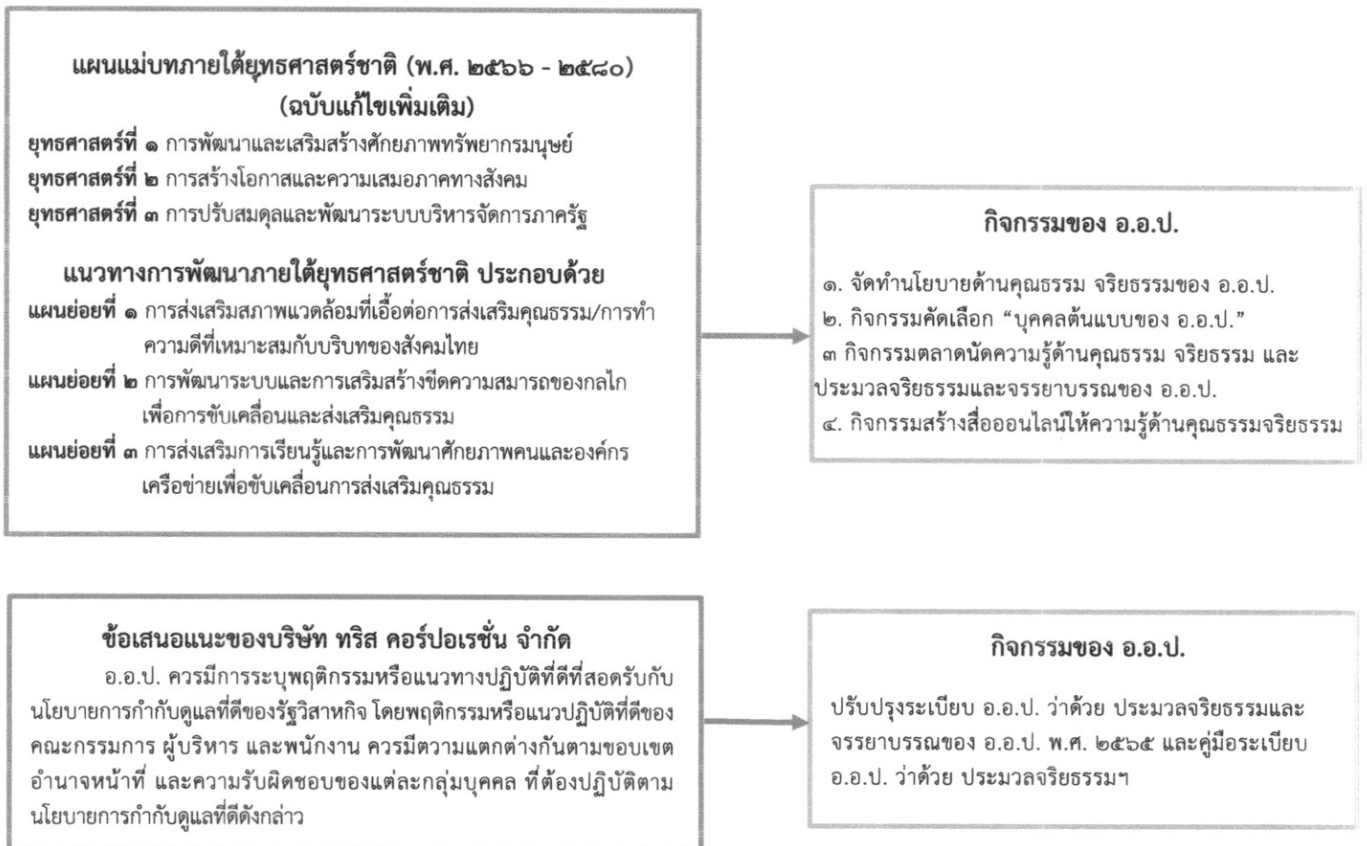 แผนแม่บทภายใต้ยุทธศาสตร์ชาติ (พ.ศ. ๒๕๖๖ - ๒๕๘๐)
(ฉบับแก้ไขเพิ่มเติม)
ยุทธศาสตร์ที่ ๑ การพัฒนาและเสริมสร้างศักยภาพทรัพยากรมนุษย์
ยุทธศาสตร์ที่ ๒ การสร้างโอกาสและความเสมอภาคทางสังคม
ยุทธศาสตร์ที่ ๓ การปรับสมดุลและพัฒนาระบบบริหารจัดการภาครัฐ
แนวทางการพัฒนาภายใต้ยุทธศาสตร์ชาติ ประกอบด้วย
แผนย่อยที่ ๑ การส่งเสริมสภาพแวดล้อมที่เอื้อต่อการส่งเสริมคุณธรรม/การทำ
ความดีที่เหมาะสมกับบริบทของสังคมไทย
แผนย่อยที่ ๒ การพัฒนาระบบและการเสริมสร้างขีดความสามารถของกลไก
เพื่อการขับเคลื่อนและส่งเสริมคุณธรรม
แผนย่อยที่ ๓ การส่งเสริมการเรียนรู้และการพัฒนาศักยภาพคนและองค์กร
เครือข่ายเพื่อขับเคลื่อนการส่งเสริมคุณธรรม
กิจกรรมของ อ.อ.ป.
๑. จัดทำนโยบายด้านคุณธรรม จริยธรรมของ อ.อ.ป.
๒. กิจกรรมคัดเลือก “บุคคลต้นแบบของ อ.อ.ป.”
๓ กิจกรรมตลาดนัดความรู้ด้านคุณธรรม จริยธรรม และ
ประมวลจริยธรรมและจรรยาบรรณของ อ.อ.ป.
๔. กิจกรรมสร้างสื่อออนไลน์ให้ความรู้ด้านคุณธรรมจริยธรรม
ข้อเสนอแนะของบริษัท ทริส คอร์ปอเรชั่น จำกัด
อ.อ.ป. ควรมีการระบุพฤติกรรมหรือแนวทางปฏิบัติที่ดีที่สอดรับกับ
นโยบายการกำกับดูแลที่ดีของรัฐวิสาหกิจ โดยพฤติกรรมหรือแนวปฏิบัติที่ดีของ
คณะกรรมการ ผู้บริหาร และพนักงาน ควรมีตวามแตกต่างกันตามขอบเขต
อำนาจหน้าที่ และความรับผิดชอบของแต่ละกลุ่มบุคคล ที่ต้องปฏิบัติตาม
นโยบายการกำกับดูแลที่ดีดังกล่าว
กิจกรรมของ อ.อ.ป.
ปรับปรุงระเบียบ อ.อ.ป. ว่าด้วย ประมวลจริยธรรมและ
จรรยาบรรณของ อ.อ.ป. พ.ศ. ๒๕๖๕ และคู่มือระเบียบ
อ.อ.ป. ว่าด้วย ประมวลจริยธรรมฯ